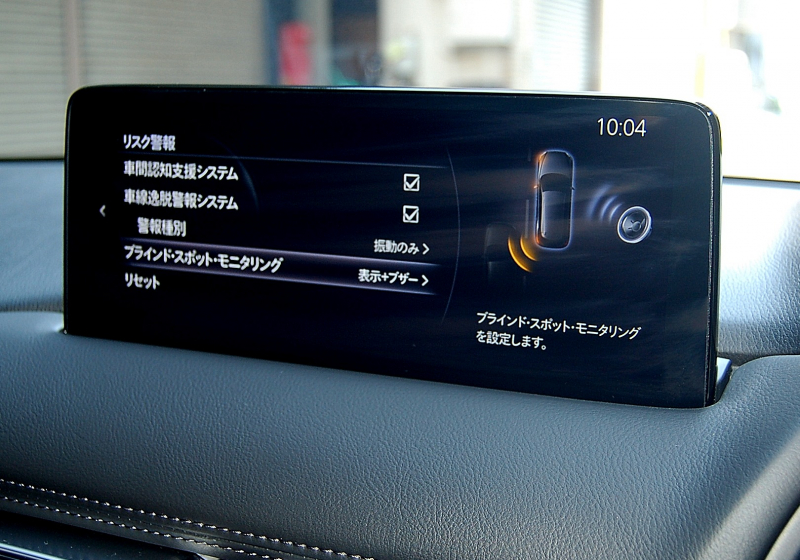 10:04
リスク警報
車間認知支援システム
車線逸脱警報システム
警報種別
振動のみ
ブラインド・スポット・モニタリング
表示+ブザー
リセット
ブラインド・スポット・モニタリング
を設定します。